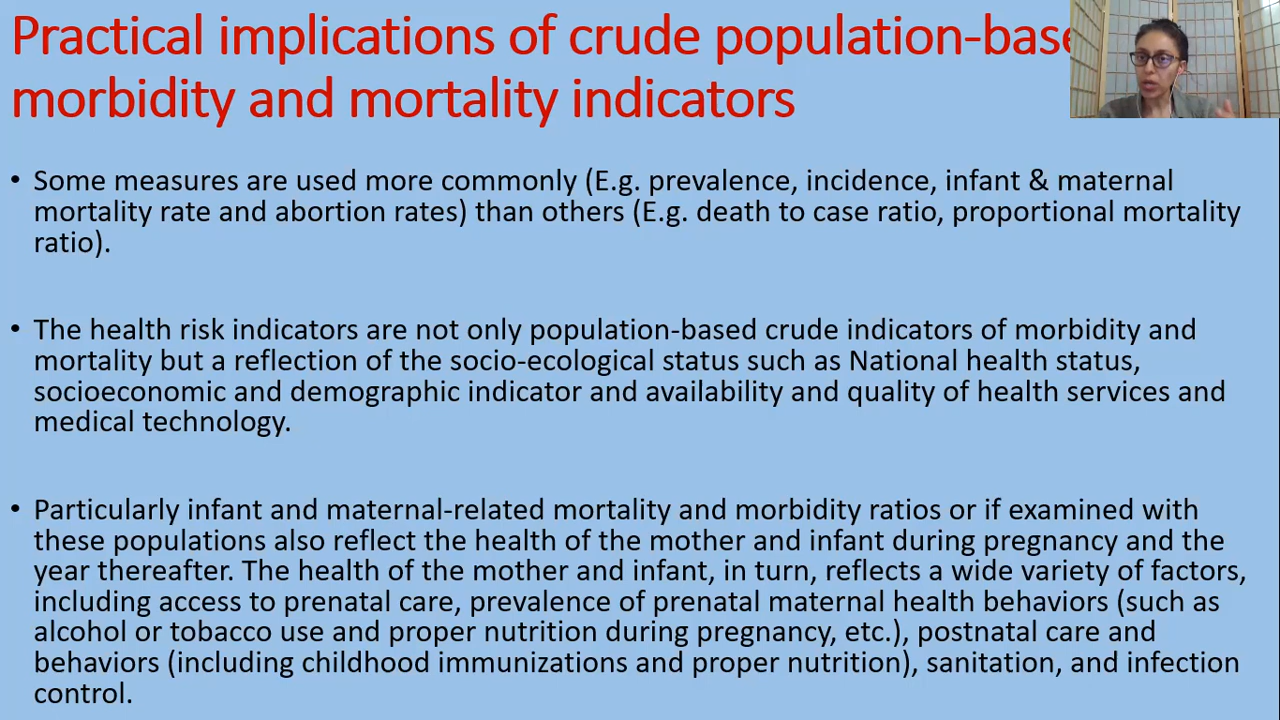 Practical implications of crude population-base
morbidity and mortality indicators
• Some measures are used more commonly (E.g. prevalence, incidence, infant & maternal
mortality rate and abortion rates) than others (E.g. death to case ratio, proportional mortality
ratio).
• The health risk indicators are not only population-based crude indicators of morbidity and
mortality but a reflection of the socio-ecological status such as National health status,
socioeconomic and demographic indicator and availability and quality of health services and
medical technology.
• Particularly infant and maternal-related mortality and morbidity ratios or if examined with
these populations also reflect the health of the mother and infant during pregnancy and the
year thereafter. The health of the mother and infant, in turn, reflects a wide variety of factors,
including access to prenatal care, prevalence of prenatal maternal health behaviors (such as
alcohol or tobacco use and proper nutrition during pregnancy, etc.), postnatal care and
behaviors (including childhood immunizations and proper nutrition), sanitation, and infection
control.